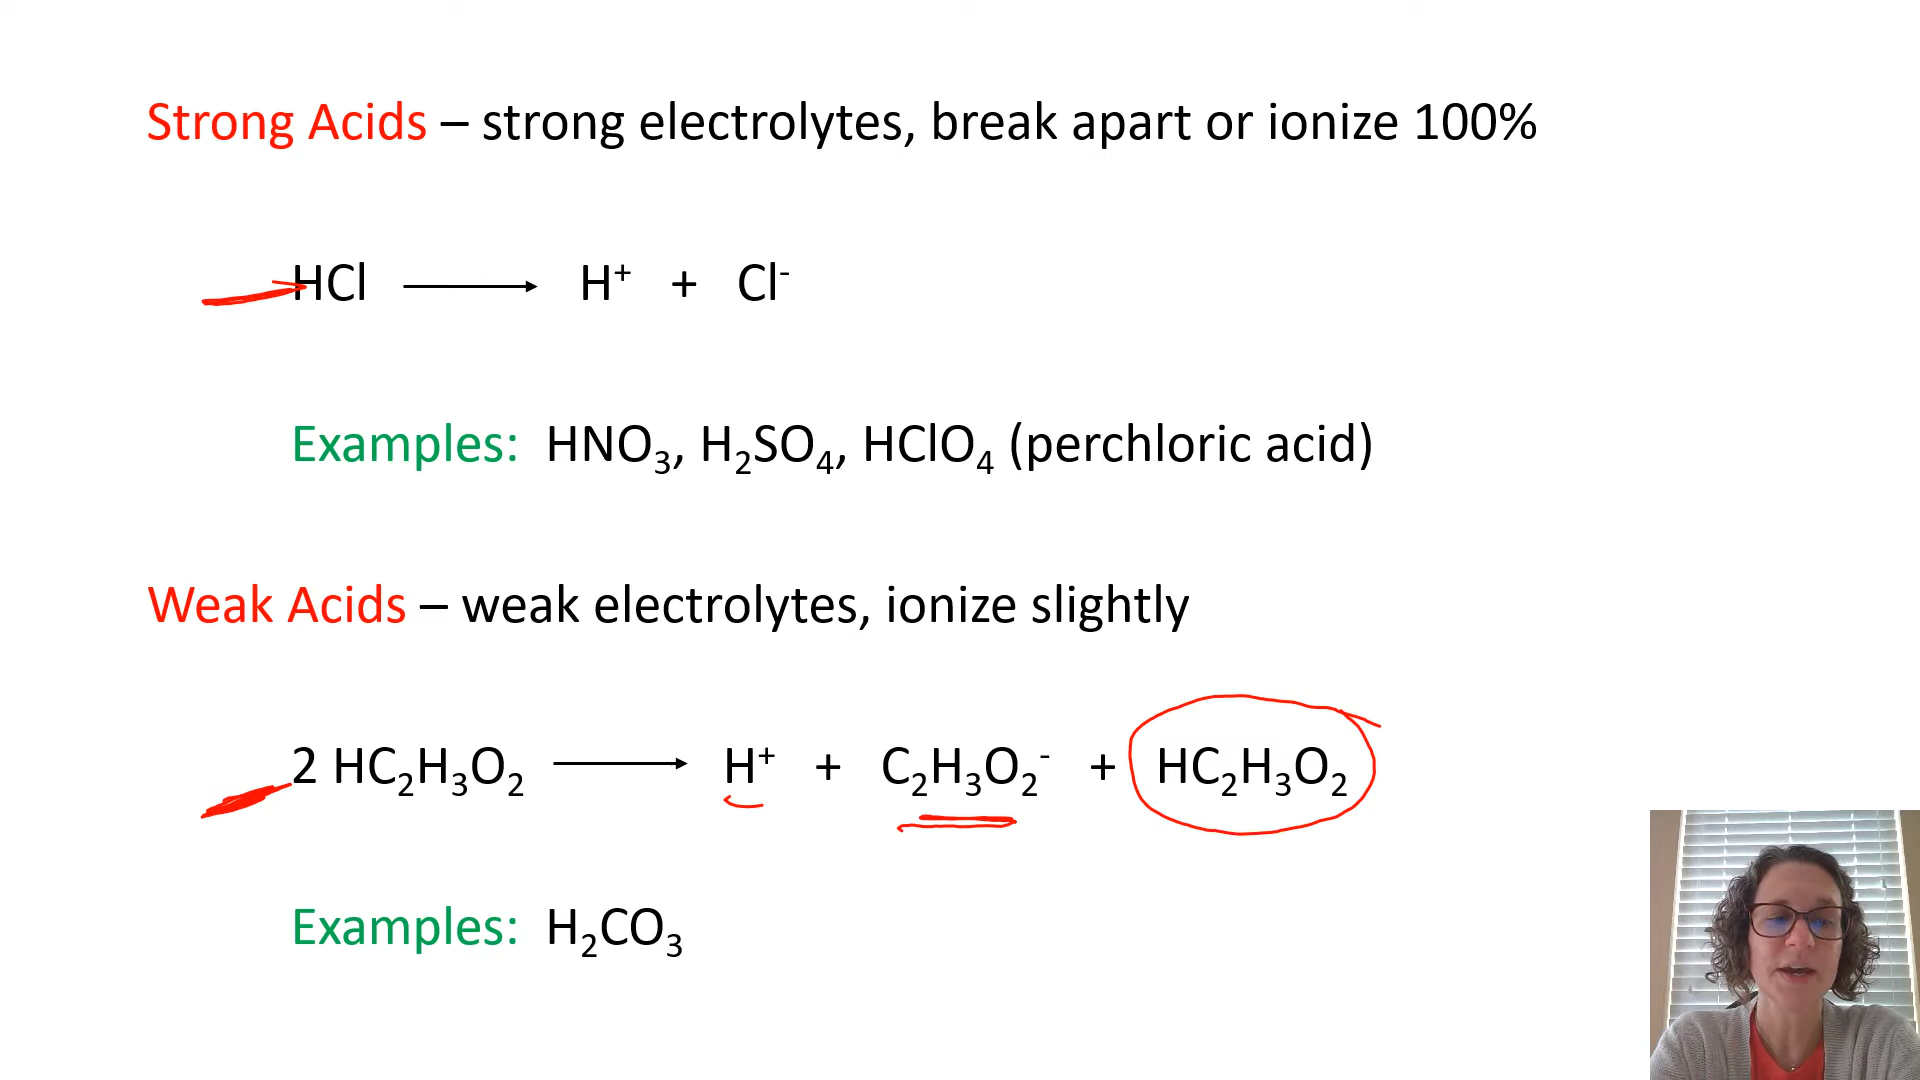 Strong Acids – strong electrolytes, break apart or ionize 100%
HCl ⟶ H⁺ + Cl⁻
Examples: HNO₃, H₂SO₄, HClO₄ (perchloric acid)
Weak Acids – weak electrolytes, ionize slightly
2 HC₂H₃O₂ ⟶ H⁺ + C₂H₃O₂⁻ + HC₂H₃O₂
Examples: H₂CO₃